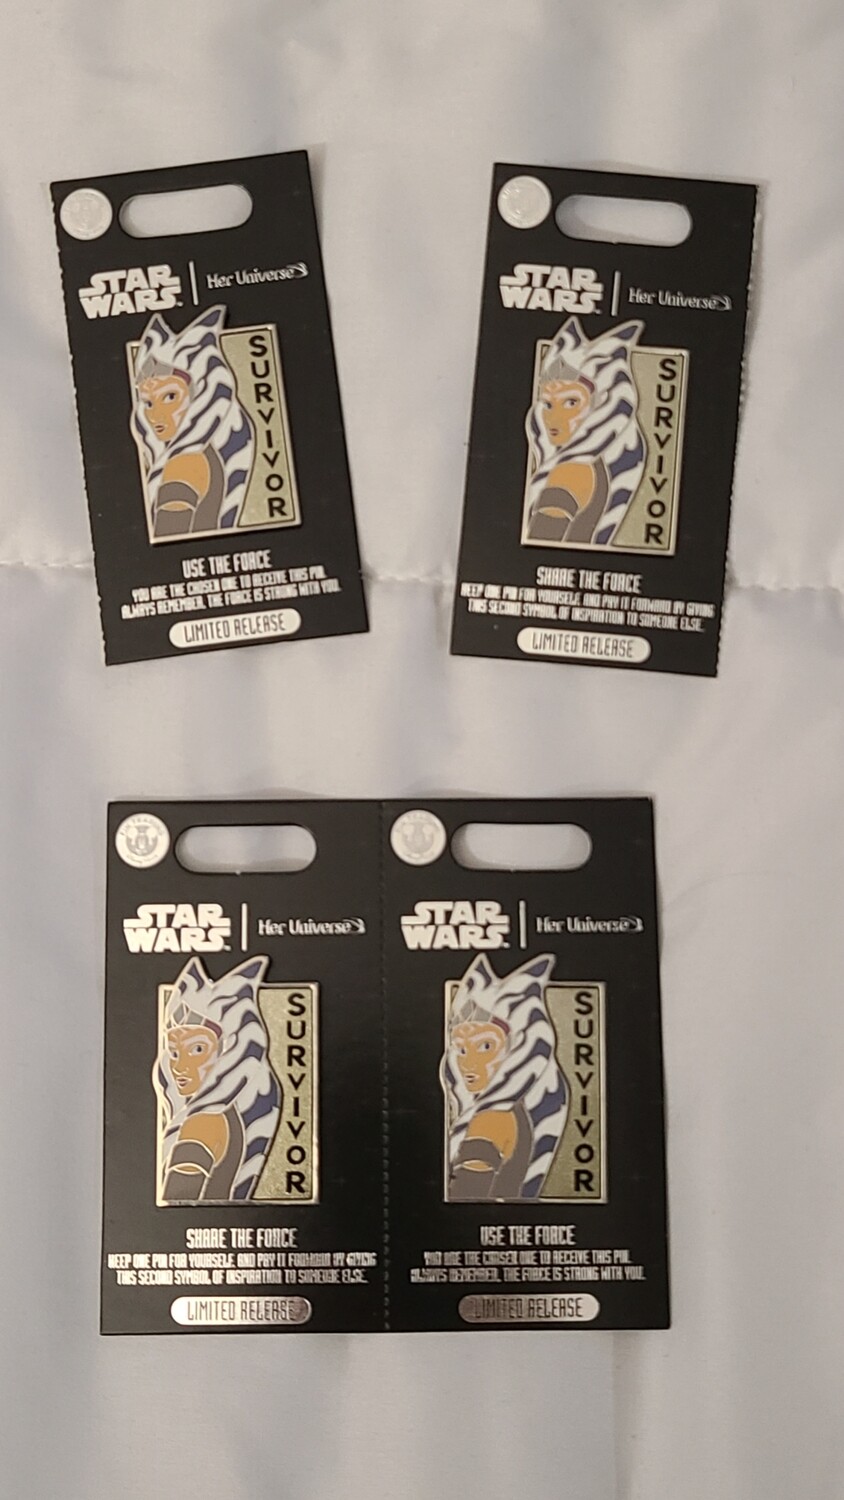 STAR WARS | Her Universe
SURVIVOR
USE THE FORCE
YOU ARE THE CHOSEN ONE TO RECEIVE THIS PIN.
ALWAYS REMEMBER, THE FORCE IS STRONG WITH YOU.
LIMITED RELEASE
STAR WARS | Her Universe
SURVIVOR
SHARE THE FORCE
KEEP ONE PIN FOR YOURSELF AND PAY IT FORWARD BY GIVING
THIS SECOND SYMBOL OF INSPIRATION TO SOMEONE ELSE.
LIMITED RELEASE
PIN TRADING
STAR WARS | Her Universe
SURVIVOR
SHARE THE FORCE
KEEP ONE PIN FOR YOURSELF AND PAY IT FORWARD BY GIVING
THIS SECOND SYMBOL OF INSPIRATION TO SOMEONE ELSE.
LIMITED RELEASE
STAR WARS | Her Universe
SURVIVOR
USE THE FORCE
YOU ARE THE CHOSEN ONE TO RECEIVE THIS PIN.
ALWAYS REMEMBER, THE FORCE IS STRONG WITH YOU.
LIMITED RELEASE